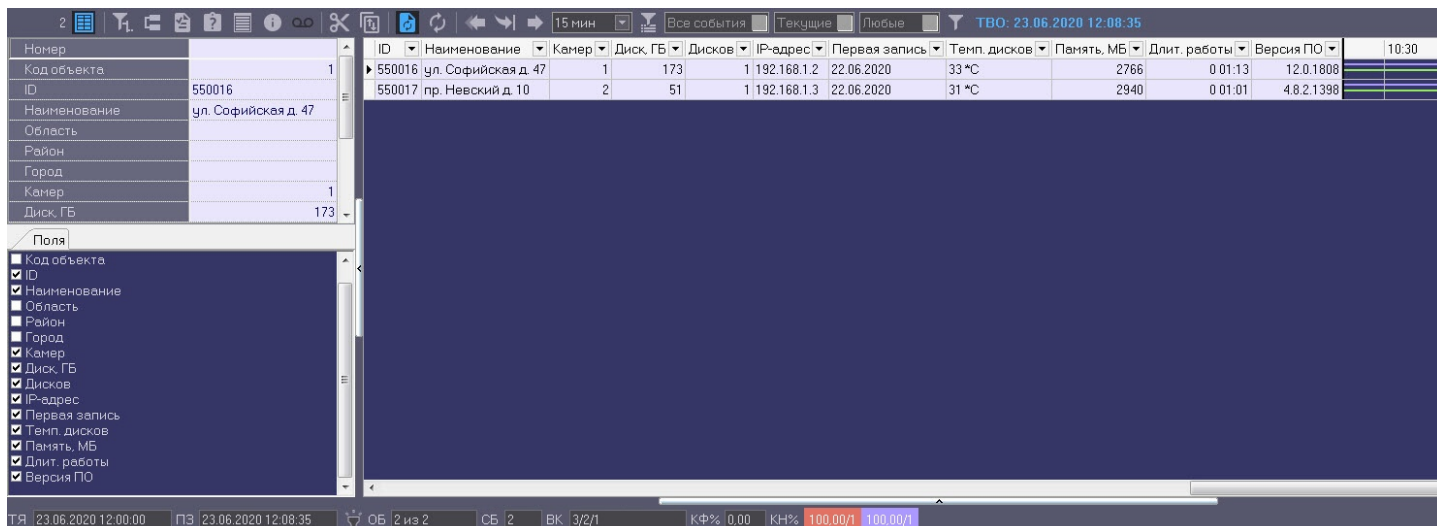 2 15 мин Все события Текущие Любые ТВО: 23.06.2020 12:08:35
Номер
Код объекта 1
ID 550016
Наименование ул. Софийская д. 47
Область
Район
Город
Камер 1
Диск, ГБ 173
ID Наименование Камер Диск, ГБ Дисков IP-адрес Первая запись Темп. дисков Память, МБ Длит. работы Версия ПО 10:30
550016 ул. Софийская д. 47 1 173 1 192.168.1.2 22.06.2020 33 *C 2766 0 01:13 12.0.1808
550017 пр. Невский д. 10 2 51 1 192.168.1.3 22.06.2020 31 *C 2940 0 01:01 4.8.2.1398
Поля
Код объекта
ID
Наименование
Область
Район
Город
Камер
Диск, ГБ
Дисков
IP-адрес
Первая запись
Темп. дисков
Память, МБ
Длит. работы
Версия ПО
ТЯ 23.06.2020 12:00:00 ПЗ 23.06.2020 12:08:35 ОБ 2 из 2 СБ 2 ВК 3/2/1 КФ% 0,00 КН% 100,00/1 100,00/1